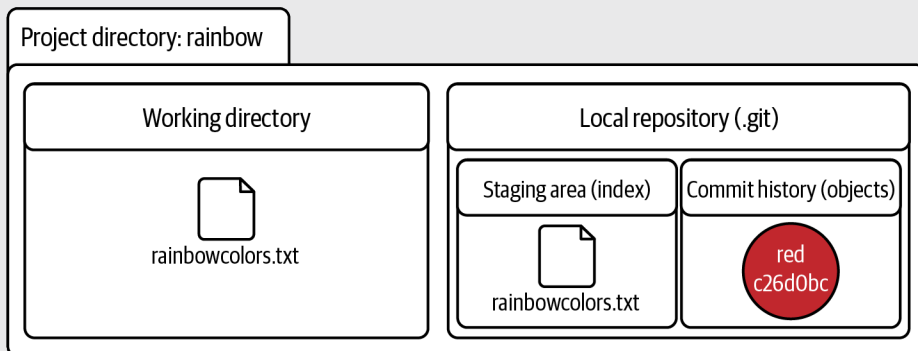 Project directory: rainbow
Working directory
rainbowcolors.txt
Local repository (.git)
Staging area (index)
rainbowcolors.txt
Commit history (objects)
red
c26d0bc